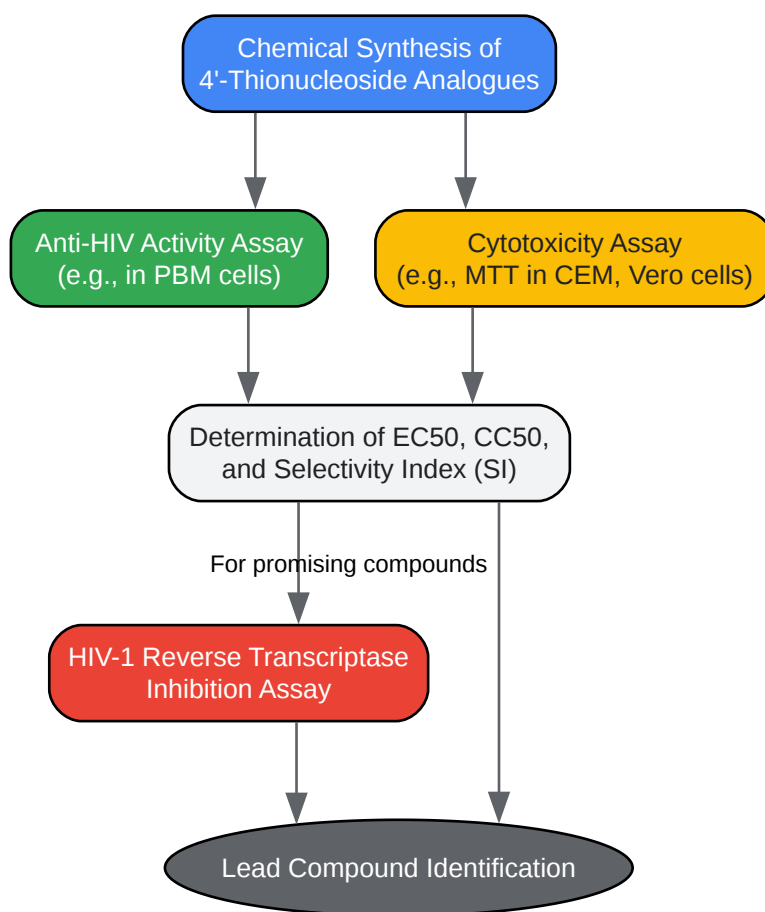 Chemical Synthesis of
4'-Thionucleoside Analogues
Anti-HIV Activity Assay
(e.g., in PBM cells)
Cytotoxicity Assay
(e.g., MTT in CEM, Vero cells)
Determination of EC50, CC50,
and Selectivity Index (SI)
For promising compounds
HIV-1 Reverse Transcriptase
Inhibition Assay
Lead Compound Identification